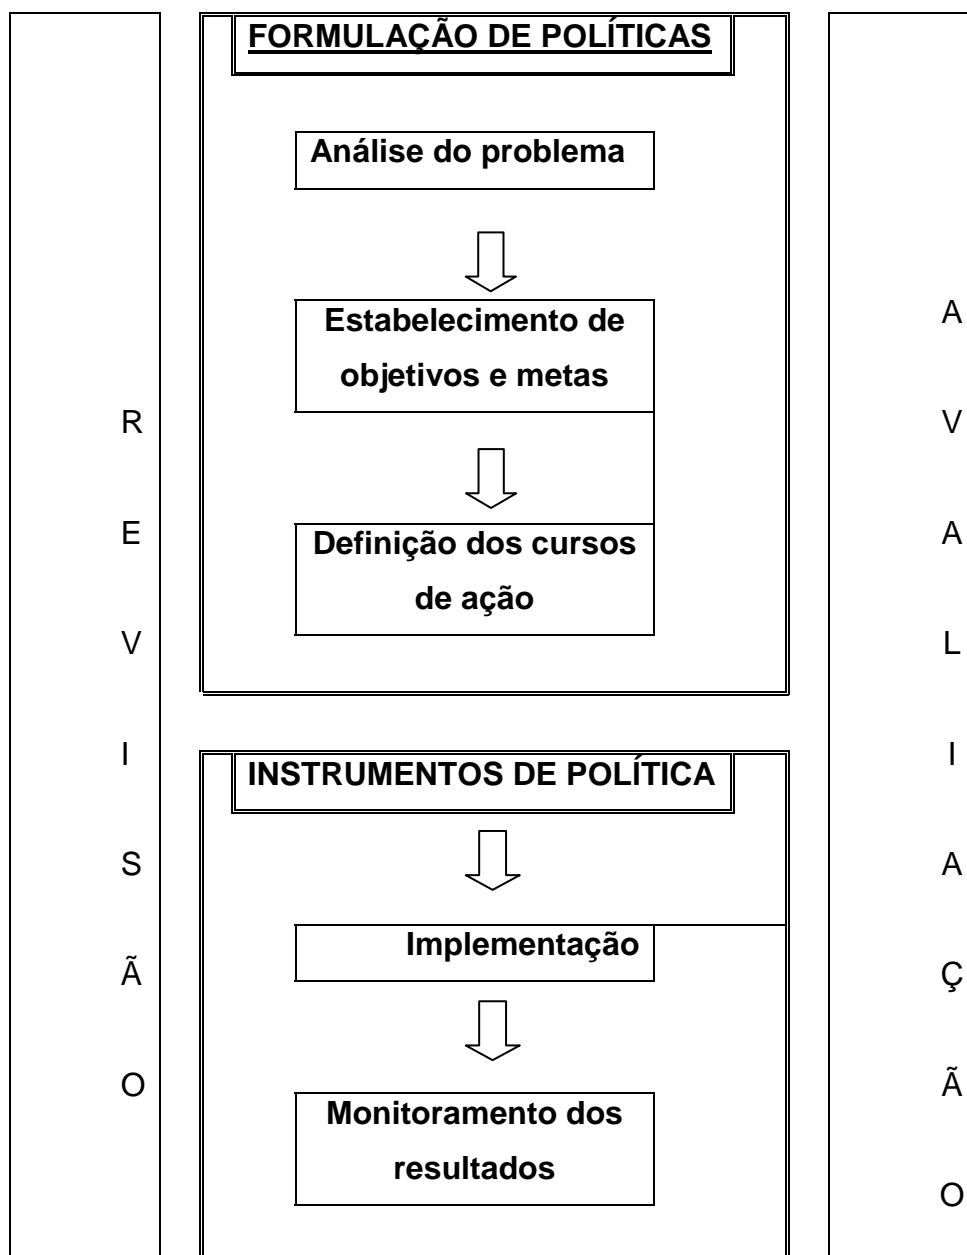 FORMULAÇÃO DE POLÍTICAS
Análise do problema
Estabelecimento de
objetivos e metas
Definição dos cursos
de ação
INSTRUMENTOS DE POLÍTICA
Implementação
Monitoramento dos
resultados
R
E
V
I
S
Ã
O
A
V
A
L
I
A
Ç
Ã
O